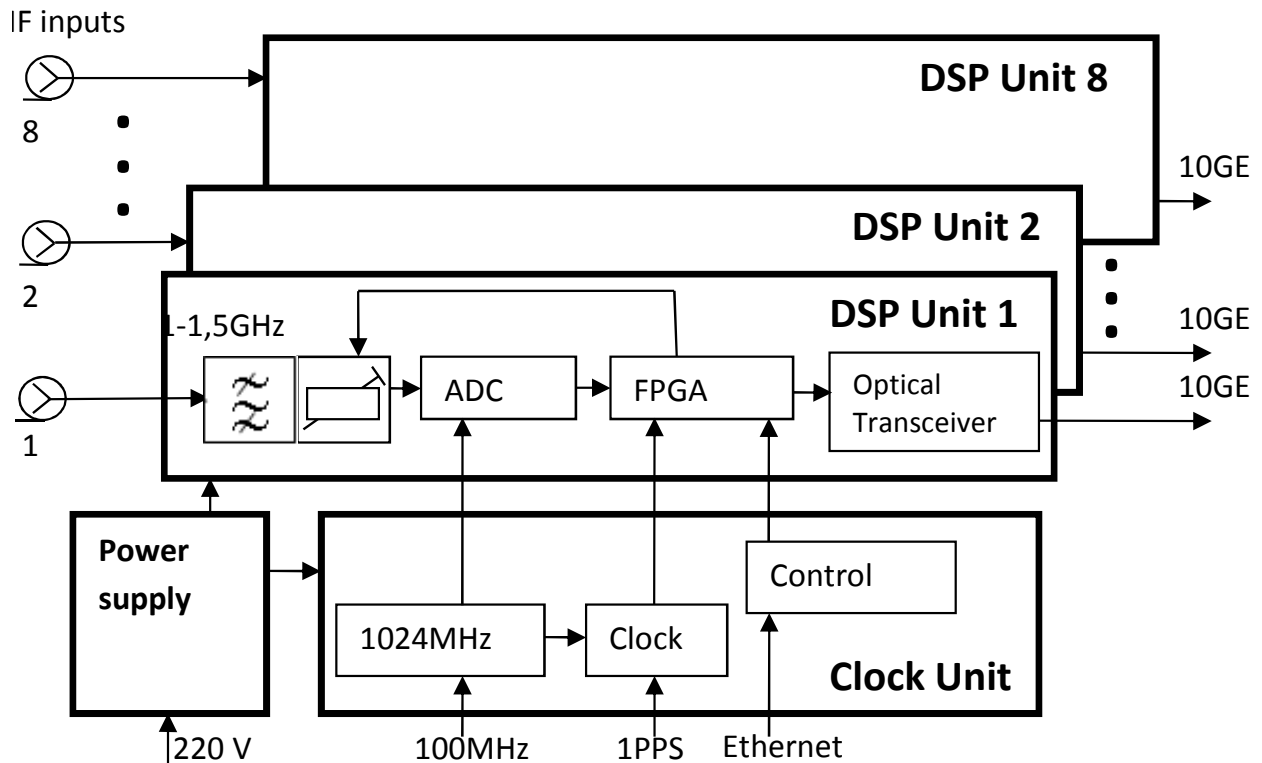 IF inputs
DSP Unit 8
8
10GE
DSP Unit 2
2
DSP Unit 1
1-1,5GHz
10GE
ADC
FPGA
Optical
Transceiver
10GE
1
Power
supply
Control
1024MHz
Clock
Clock Unit
220 V
100MHz
1PPS
Ethernet